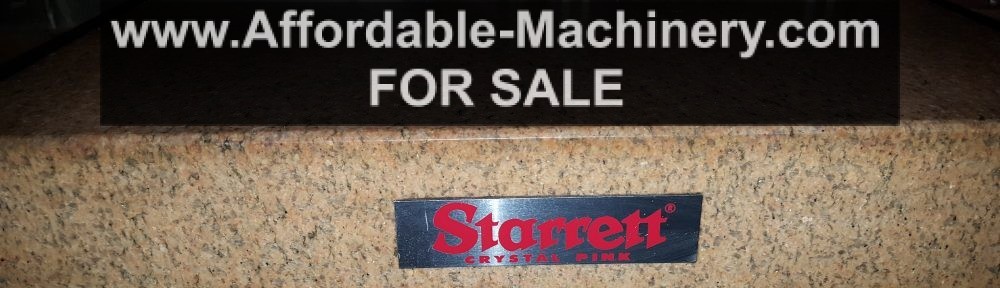 www.Affordable-Machinery.com
FOR SALE
Starrett®
CRYSTAL PINK